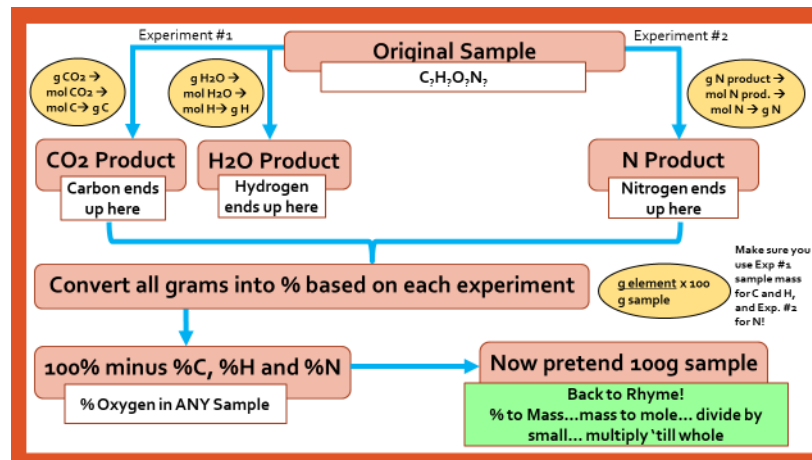 Experiment #1
Original Sample
Experiment #2
C?H?O?N?
g CO2 →
mol CO2 →
mol C→ g C
g H2O →
mol H2O →
mol H→ g H
g N product →
mol N prod. →
mol N → g N
CO2 Product
Carbon ends
up here
H2O Product
Hydrogen
ends up here
N Product
Nitrogen ends
up here
Convert all grams into % based on each experiment
g element x 100
g sample
Make sure you
use Exp #1
sample mass
for C and H,
and Exp. #2
for N!
100% minus %C, %H and %N
% Oxygen in ANY Sample
Now pretend 100g sample
Back to Rhyme!
% to Mass...mass to mole... divide by
small... multiply ‘till whole